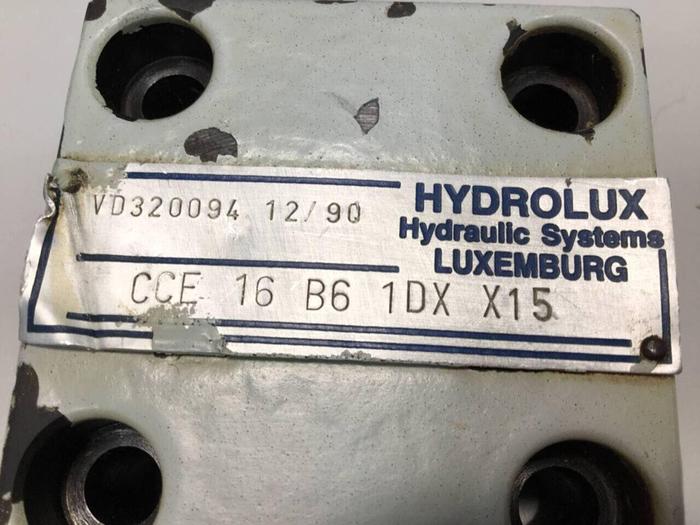 VD320094 12/90
HYDROLUX
Hydraulic Systems
LUXEMBURG
CCE 16 B6 1DX X15